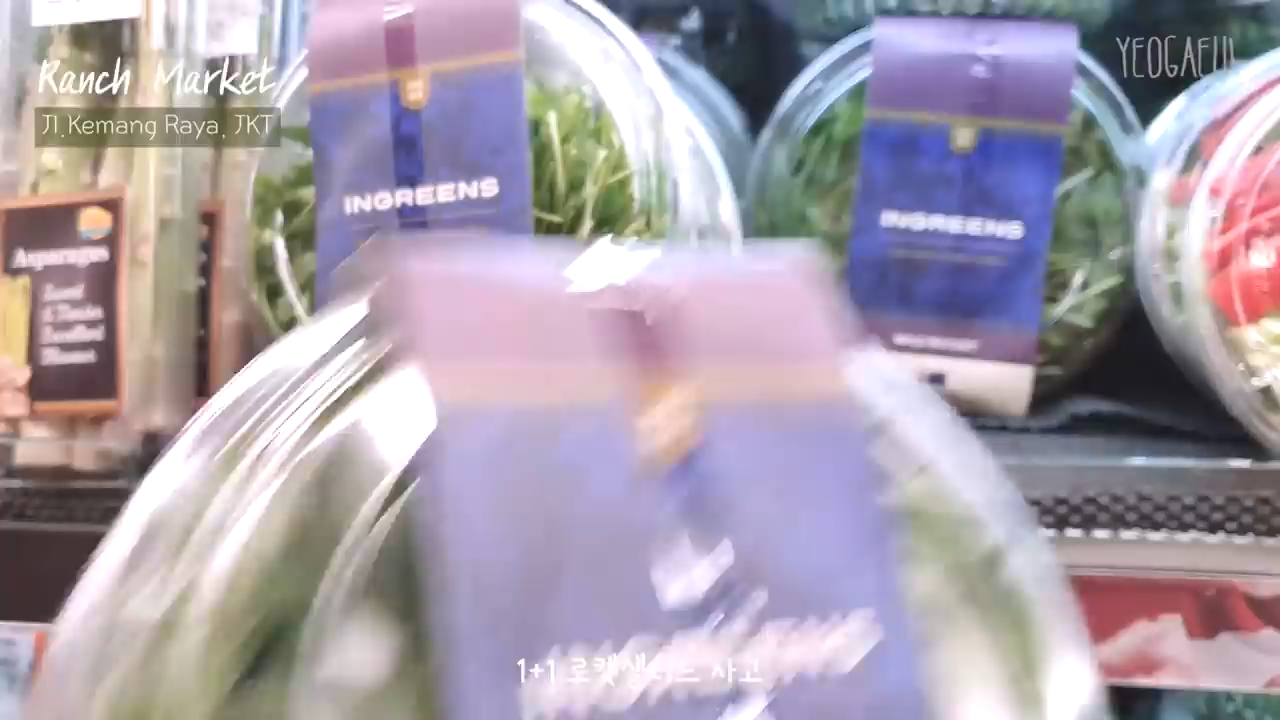 Ranch Market
Jl. Kemang Raya, JKT
YEOGAEUL
INGREENS
INGREENS
Asparagus
1+1 로켓샐러드 사고